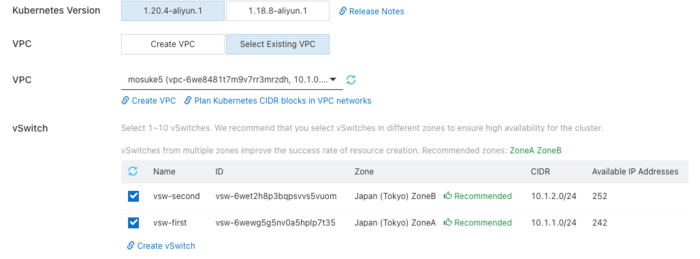 Kubernetes Version 1.20.4-aliyun.1 1.18.8-aliyun.1 Release Notes
VPC Create VPC Select Existing VPC
VPC mosuke5 (vpc-6we8481t7m9v7rr3mrzdh, 10.1.0....
Create VPC Plan Kubernetes CIDR blocks in VPC networks
vSwitch Select 1~10 vSwitches. We recommend that you select vSwitches in different zones to ensure high availability for the cluster.
vSwitches from multiple zones improve the success rate of resource creation. Recommended zones: ZoneA ZoneB
Name ID Zone CIDR Available IP Addresses
vsw-second vsw-6wet2h8p3bqpsvvs5vuom Japan (Tokyo) ZoneB Recommended 10.1.2.0/24 252
vsw-first vsw-6wewg5g5nv0a5hplp7t35 Japan (Tokyo) ZoneA Recommended 10.1.1.0/24 242
Create vSwitch